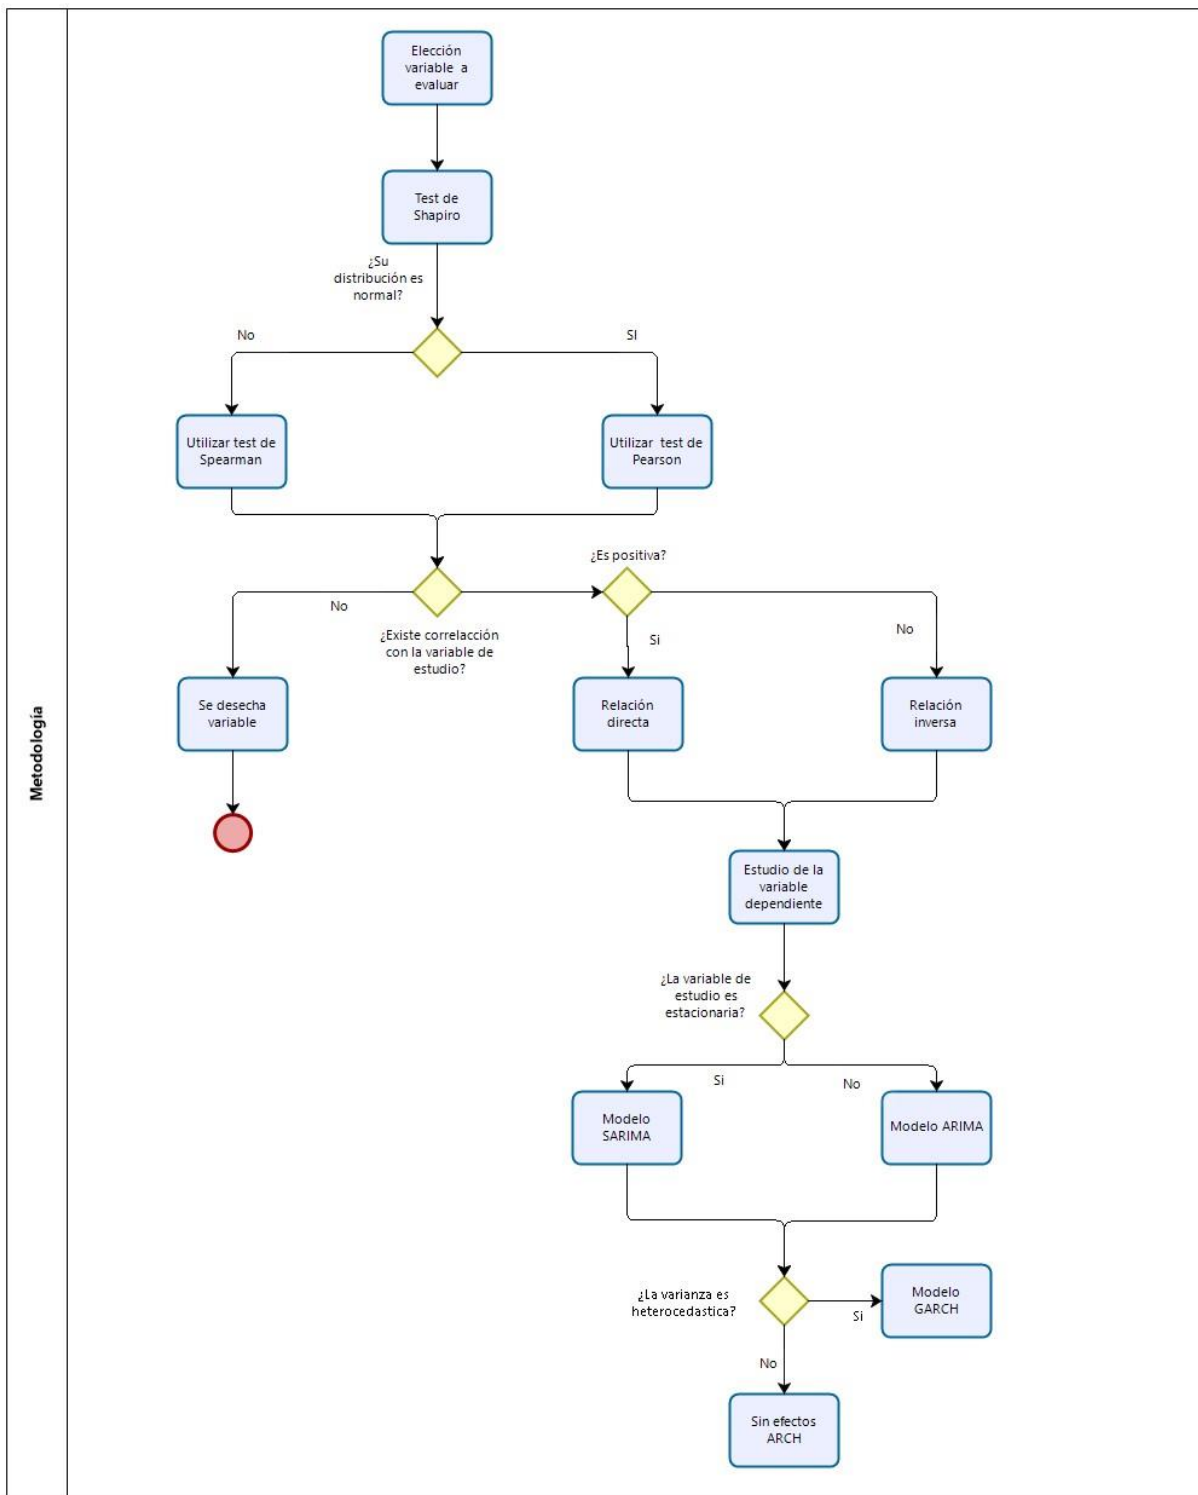 Metodología
Elección
variable a
evaluar
Test de
Shapiro
¿Su
distribución es
normal?
No
SI
Utilizar test de
Spearman
Utilizar test de
Pearson
¿Es positiva?
No
¿Existe correlacción
con la variable de
estudio?
Si
No
Se desecha
variable
Relación
directa
Relación
inversa
Estudio de la
variable
dependiente
¿La variable de
estudio es
estacionaria?
Si
No
Modelo
SARIMA
Modelo ARIMA
¿La varianza es
heterocedastica?
Si
Modelo
GARCH
No
Sin efectos
ARCH